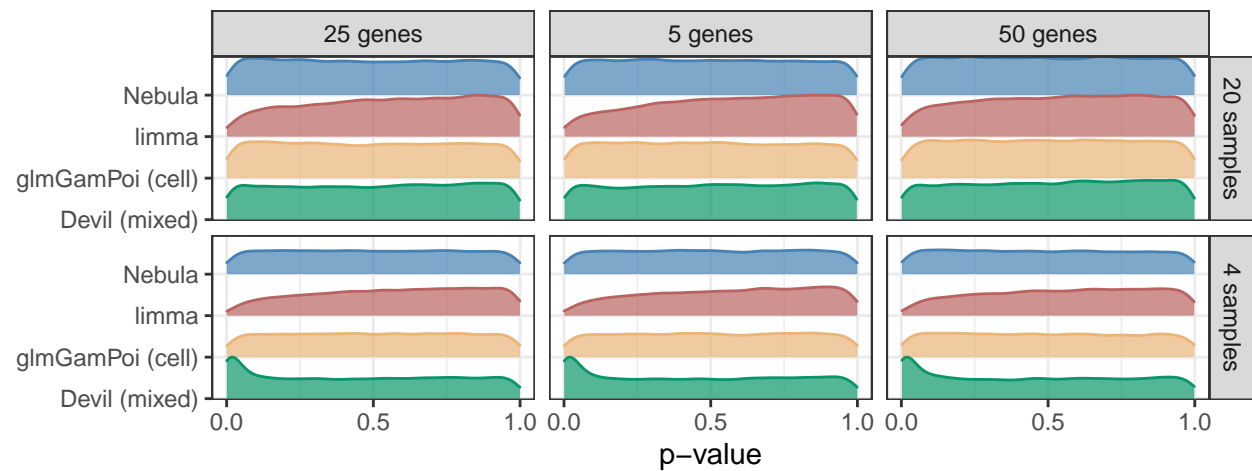 25 genes
5 genes
50 genes
Nebula
limma
glmGamPoi (cell)
Devil (mixed)
20 samples
Nebula
limma
glmGamPoi (cell)
Devil (mixed)
4 samples
0.0 0.5 1.0 0.0 0.5 1.0 0.0 0.5 1.0
p−value